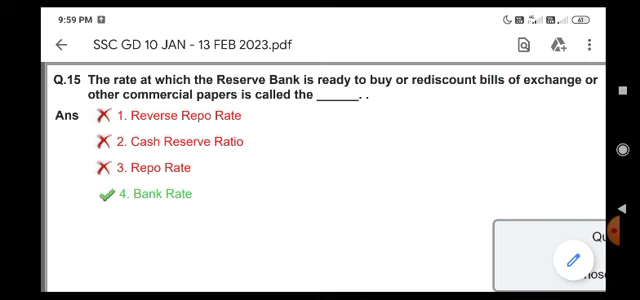 9:59 PM
61
SSC GD 10 JAN - 13 FEB 2023.pdf
Q.15 The rate at which the Reserve Bank is ready to buy or rediscount bills of exchange or
other commercial papers is called the ______. .
Ans 1. Reverse Repo Rate
2. Cash Reserve Ratio
3. Repo Rate
4. Bank Rate